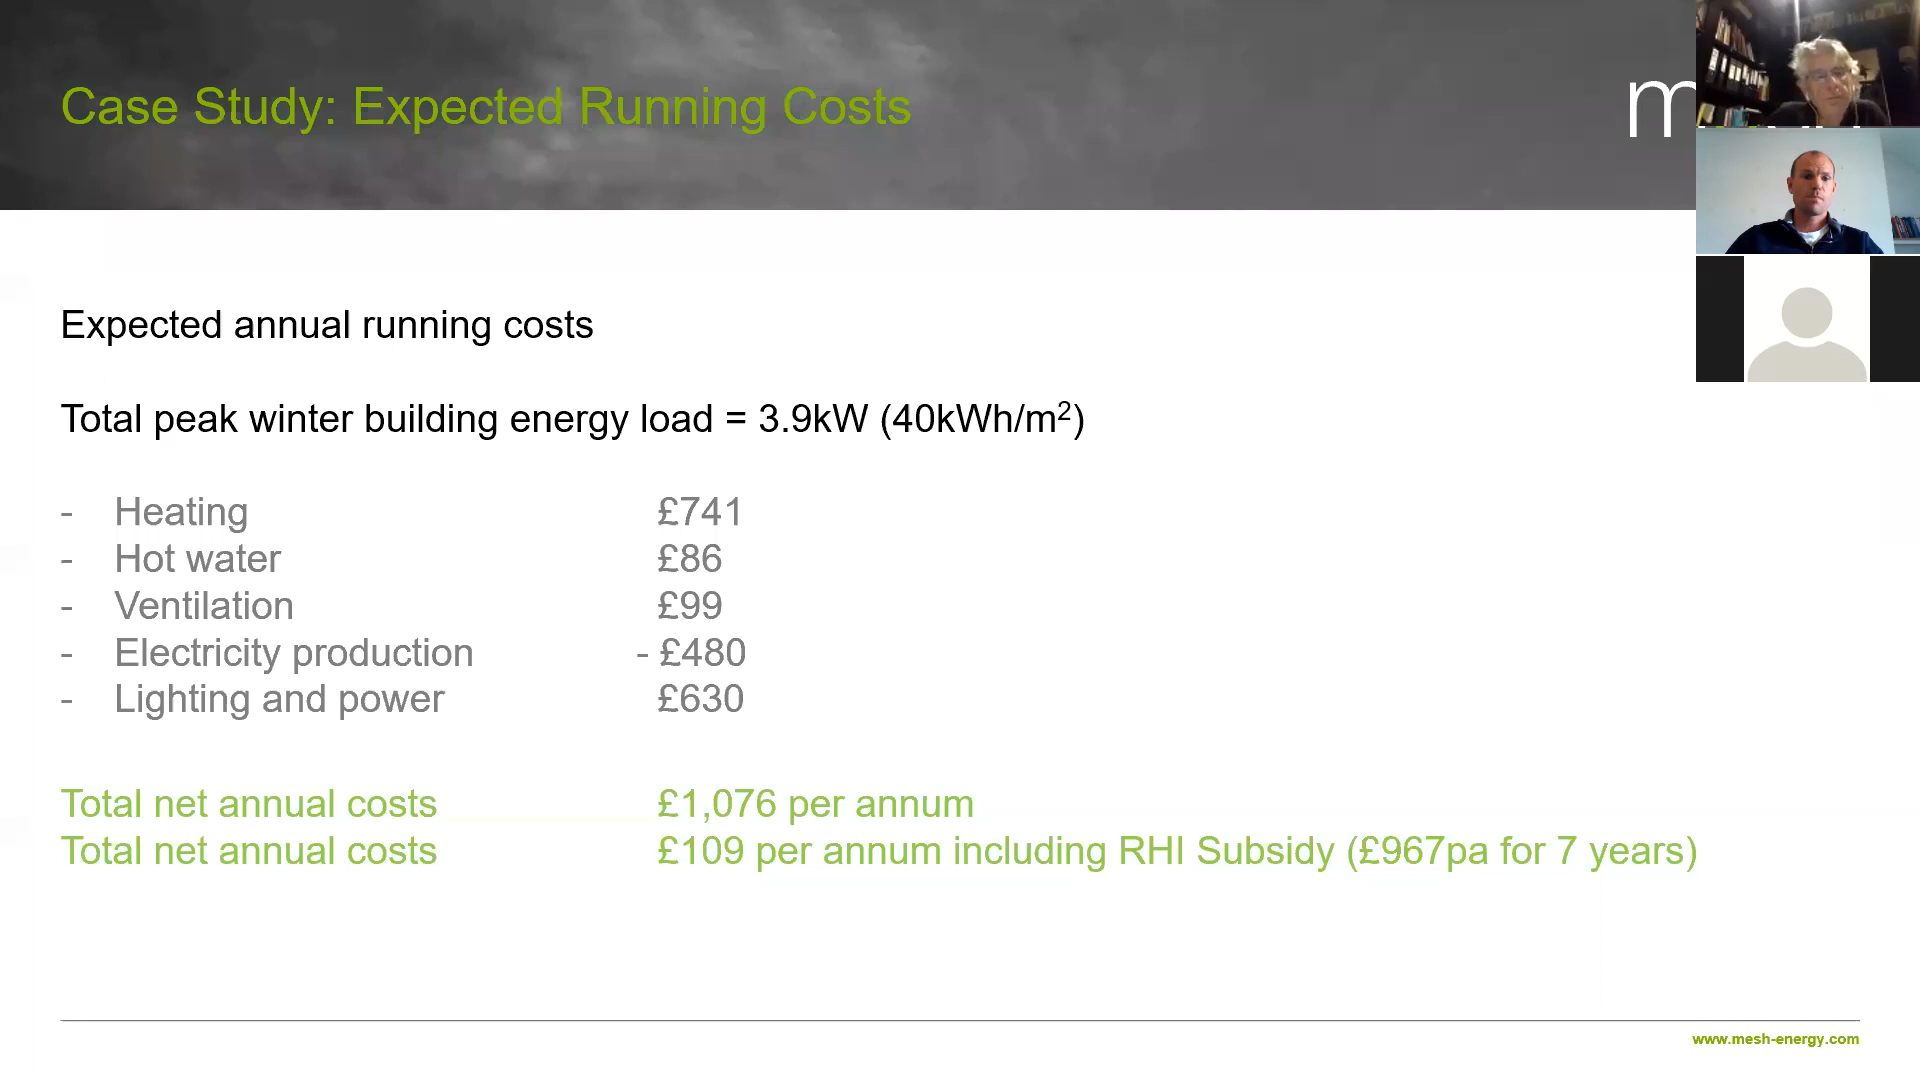 Case Study: Expected Running Costs
Expected annual running costs
Total peak winter building energy load = 3.9kW (40kWh/m²)
- Heating £741
- Hot water £86
- Ventilation £99
- Electricity production - £480
- Lighting and power £630
Total net annual costs £1,076 per annum
Total net annual costs £109 per annum including RHI Subsidy (£967pa for 7 years)
www.mesh-energy.com